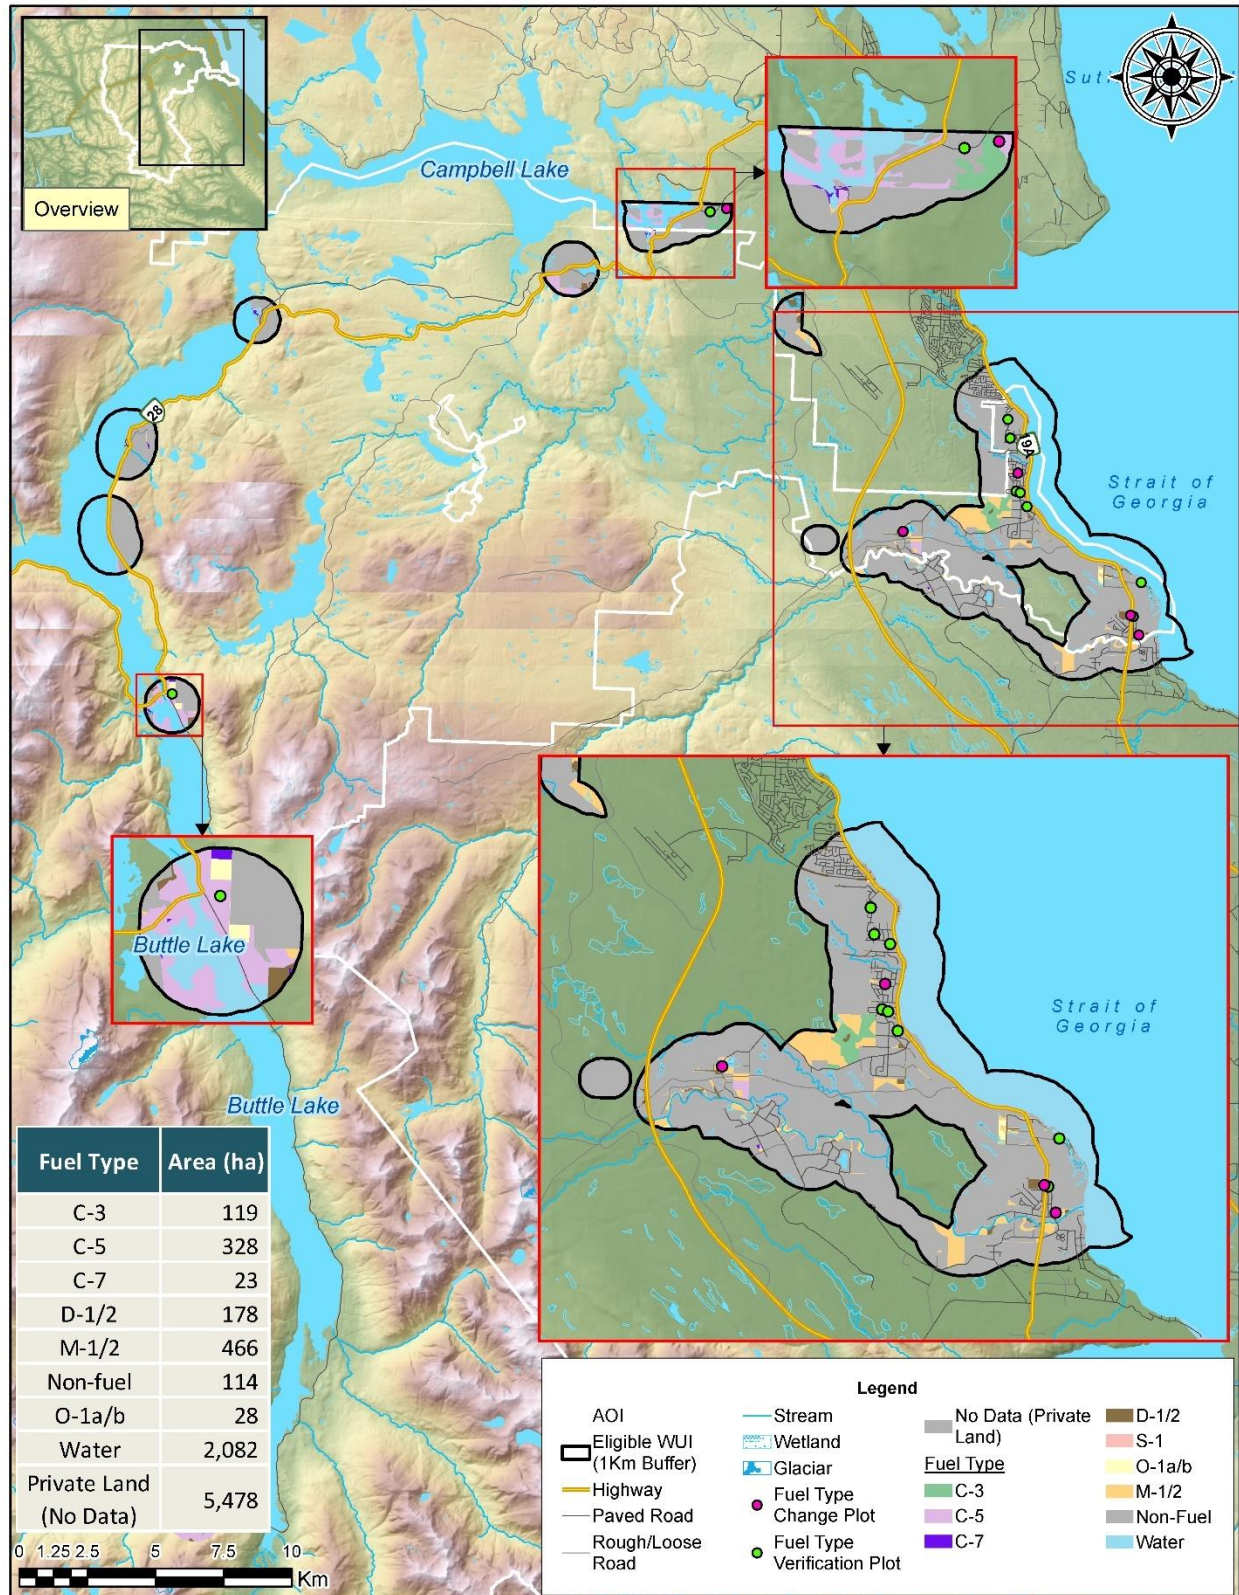 Overview
Campbell Lake
28
19A
Strait of
Georgia
Buttle Lake
Strait of
Georgia
Buttle Lake
Fuel Type Area (ha)
C-3 119
C-5 328
C-7 23
D-1/2 178
M-1/2 466
Non-fuel 114
O-1a/b 28
Water 2,082
Private Land
(No Data) 5,478
0 1.25 2.5 5 7.5 10
Km
Legend
AOI
Eligible WUI
(1Km Buffer)
Highway
Paved Road
Rough/Loose
Road
Stream
Wetland
Glaciar
Fuel Type
Change Plot
Fuel Type
Verification Plot
No Data (Private
Land)
Fuel Type
C-3
C-5
C-7
D-1/2
S-1
O-1a/b
M-1/2
Non-Fuel
Water